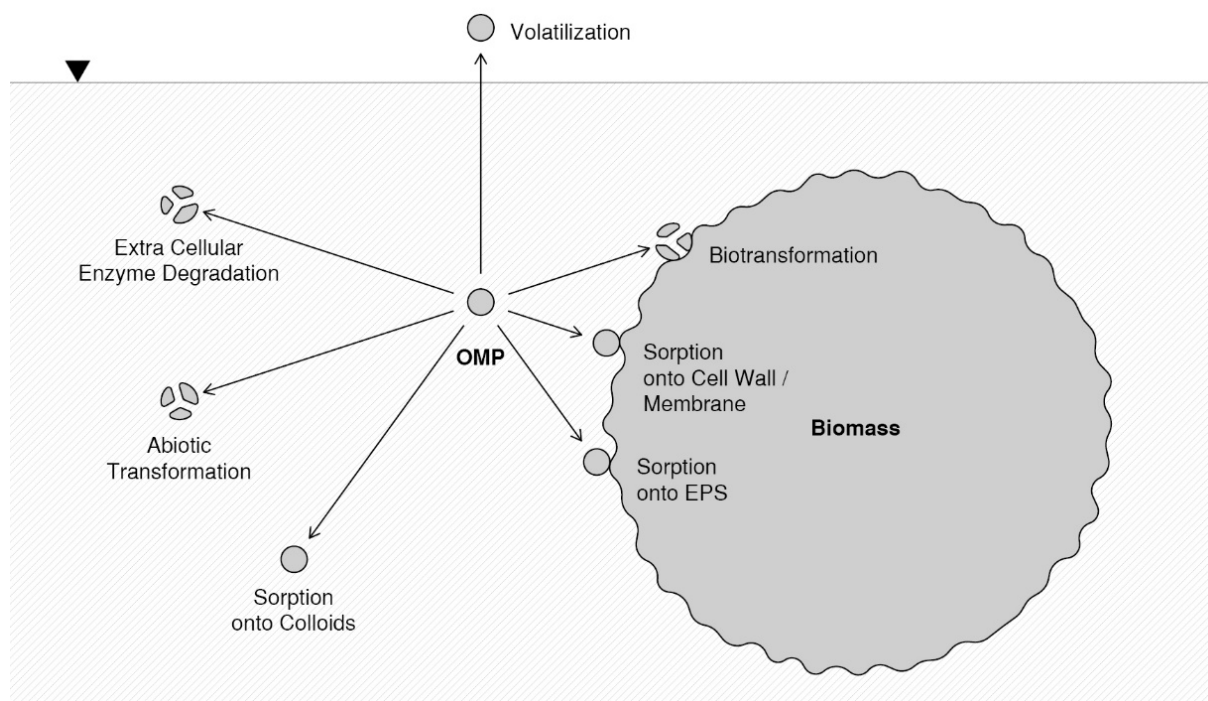 Volatilization
Extra Cellular
Enzyme Degradation
Biotransformation
OMP
Sorption
onto Cell Wall /
Membrane
Biomass
Abiotic
Transformation
Sorption
onto EPS
Sorption
onto Colloids